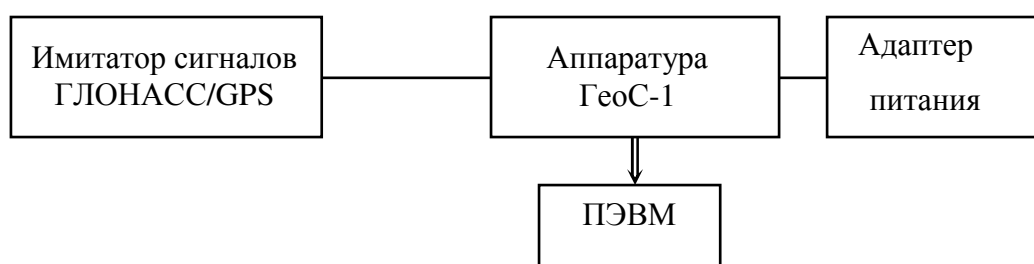 Имитатор сигналов
ГЛОНАСС/GPS
Аппаратура
ГеоС-1
Адаптер
питания
ПЭВМ